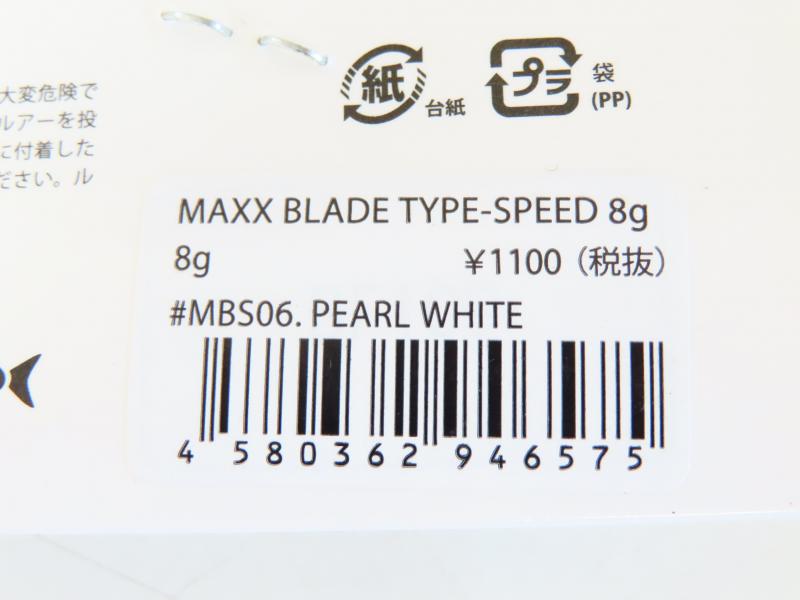 紙
台紙
プラ
袋
(PP)
大変危険で
ルアーを投
に付着した
ださい。ル
MAXX BLADE TYPE-SPEED 8g
8g ¥1100（税抜）
#MBS06. PEARL WHITE
4 580362 946575